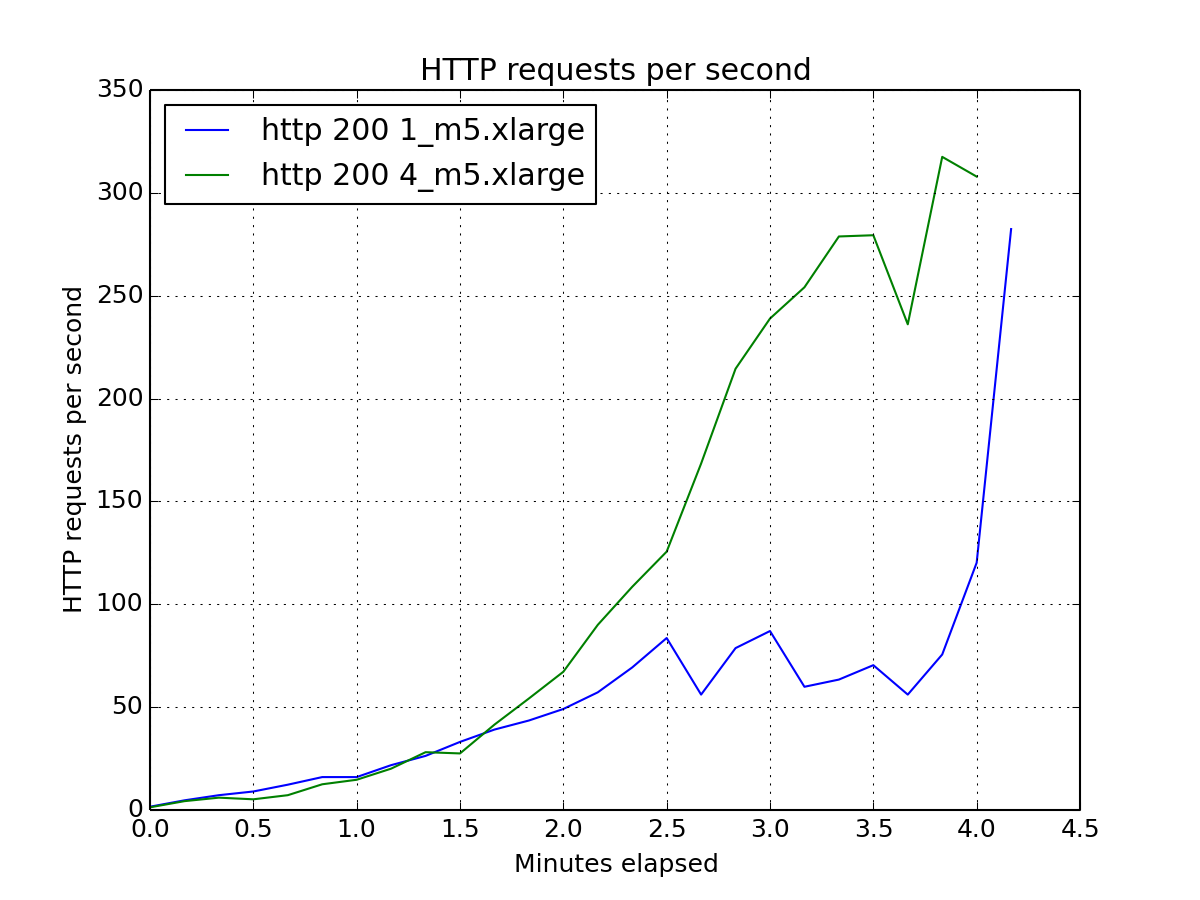 HTTP requests per second
350
300
250
200
150
100
50
0
http 200 1_m5.xlarge
http 200 4_m5.xlarge
HTTP requests per second
0.0 0.5 1.0 1.5 2.0 2.5 3.0 3.5 4.0 4.5
Minutes elapsed